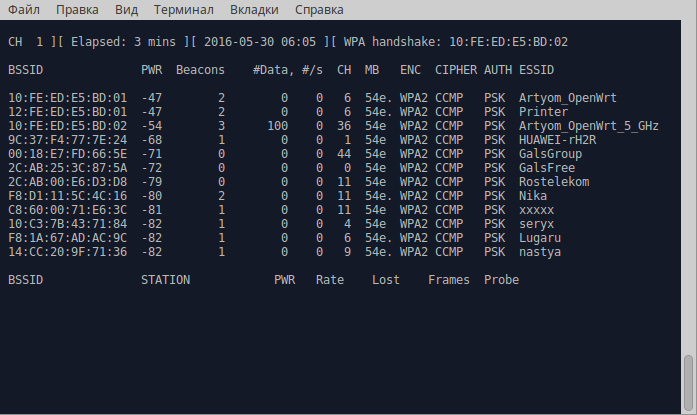 Файл Правка Вид Терминал Вкладки Справка
CH  1 ][ Elapsed: 3 mins ][ 2016-05-30 06:05 ][ WPA handshake: 10:FE:ED:E5:BD:02
BSSID              PWR  Beacons    #Data, #/s  CH  MB   ENC  CIPHER AUTH ESSID
10:FE:ED:E5:BD:01  -47        2        0    0   6  54e. WPA2 CCMP   PSK  Artyom_OpenWrt
12:FE:ED:E5:BD:01  -47        2        0    0   6  54e. WPA2 CCMP   PSK  Printer
10:FE:ED:E5:BD:02  -54        3      100    0  36  54e. WPA2 CCMP   PSK  Artyom_OpenWrt_5_GHz
9C:37:F4:77:7E:24  -68        1        0    0   1  54e  WPA2 CCMP   PSK  HUAWEI-rH2R
00:18:E7:FD:66:5E  -71        0        0    0  44  54e  WPA2 CCMP   PSK  GalsGroup
2C:AB:25:3C:87:5A  -72        0        0    0   0  54e  WPA2 CCMP   PSK  GalsFree
2C:AB:00:E6:D3:D8  -79        0        0    0  11  54e  WPA2 CCMP   PSK  Rostelekom
F8:D1:11:5C:4C:16  -80        2        0    0  11  54e. WPA2 CCMP   PSK  Nika
C8:60:00:71:E6:3C  -81        1        0    0  11  54e  WPA2 CCMP   PSK  xxxxx
10:C3:7B:43:71:84  -82        1        0    0   4  54e  WPA2 CCMP   PSK  seryx
F8:1A:67:AD:AC:9C  -82        1        0    0   6  54e. WPA2 CCMP   PSK  Lugaru
14:CC:20:9F:71:36  -82        1        0    0   9  54e. WPA2 CCMP   PSK  nastya
BSSID              STATION            PWR   Rate    Lost    Frames  Probe